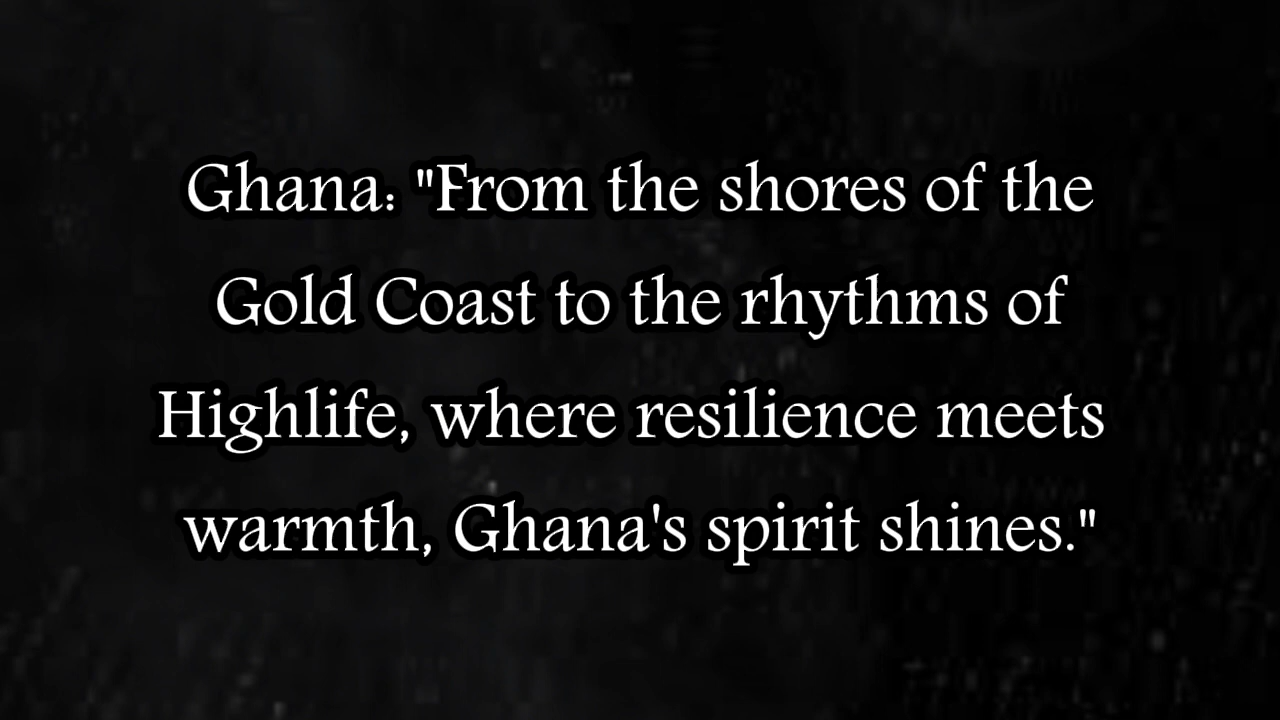 Ghana: "From the shores of the
Gold Coast to the rhythms of
Highlife, where resilience meets
warmth, Ghana's spirit shines."